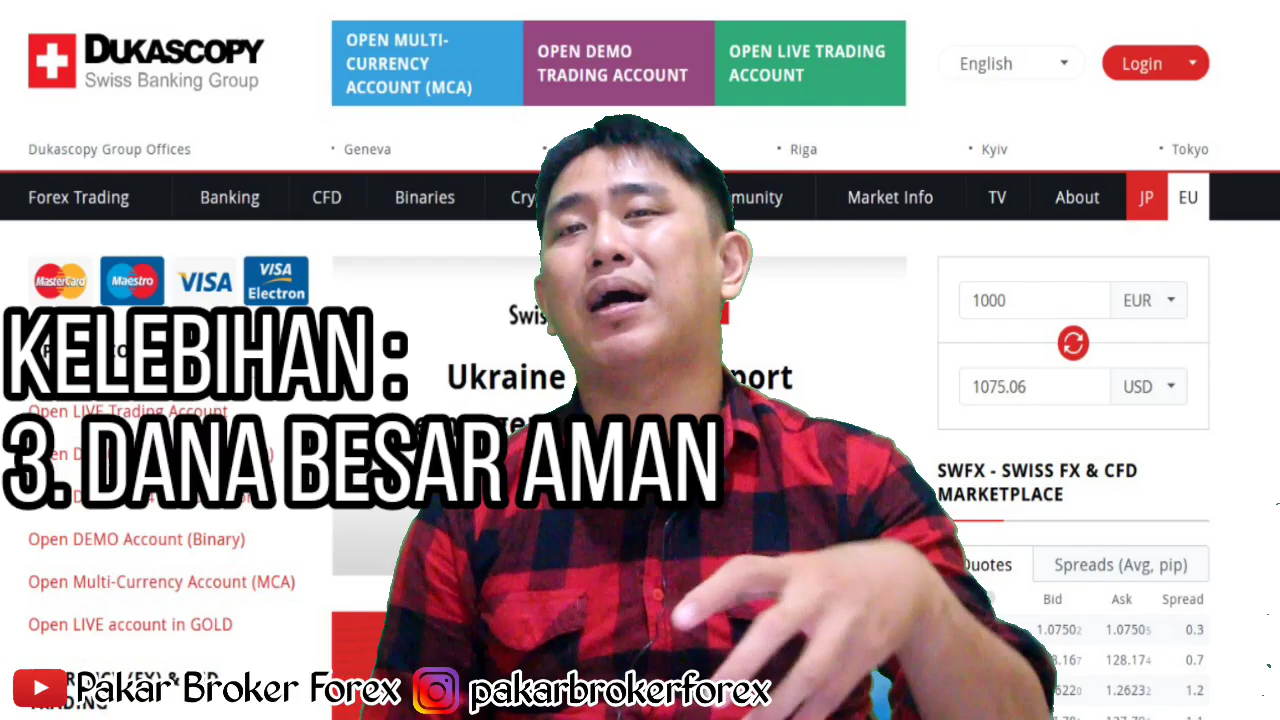 DUKASCOPY
Swiss Banking Group
OPEN MULTI-
CURRENCY
ACCOUNT (MCA)
OPEN DEMO
TRADING ACCOUNT
OPEN LIVE TRADING
ACCOUNT
English
Login
Dukascopy Group Offices
Geneva
Riga
Kyiv
Tokyo
Forex Trading
Banking
CFD
Binaries
Market Info
TV
About
JP
EU
MasterCard
Maestro
VISA
VISA
Electron
KELEBIHAN :
3. DANA BESAR AMAN
Ukraine
1000
EUR
1075.06
USD
SWFX - SWISS FX & CFD
MARKETPLACE
Open LIVE Trading Account
Open DEMO Account (Binary)
Open Multi-Currency Account (MCA)
Open LIVE account in GOLD
Quotes
Spreads (Avg, pip)
Bid
Ask
Spread
1.07502
1.07505
0.3
128.174
0.7
1.26232
1.2
Pakar Broker Forex
pakarbrokerforex